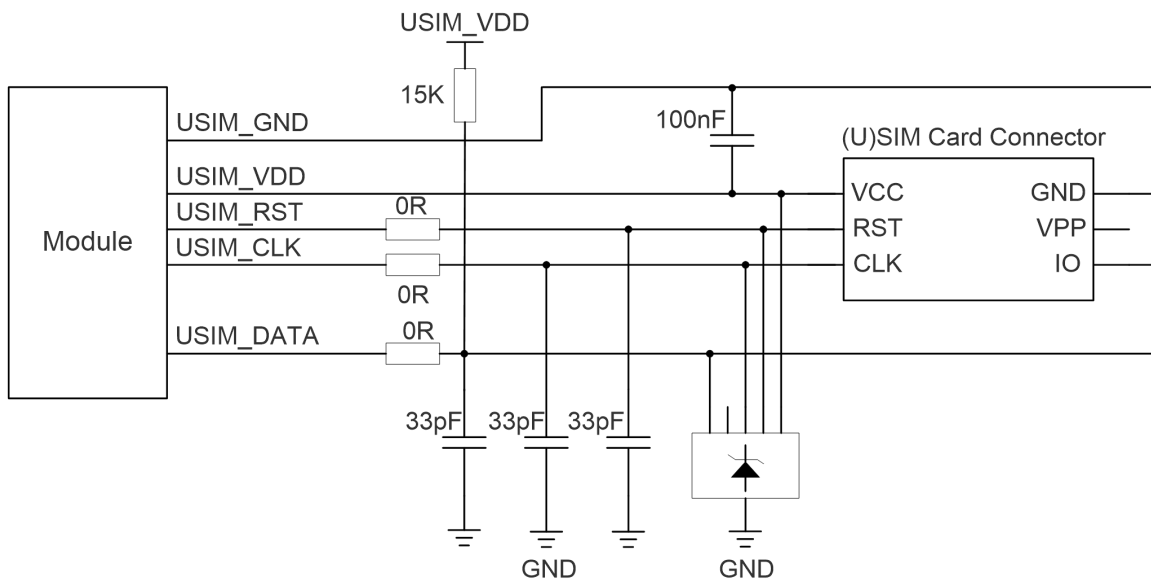 USIM_VDD
15K
USIM_GND
100nF
(U)SIM Card Connector
USIM_VDD
VCC
GND
USIM_RST
0R
RST
VPP
Module
USIM_CLK
0R
CLK
IO
USIM_DATA
0R
33pF
33pF
33pF
GND
GND